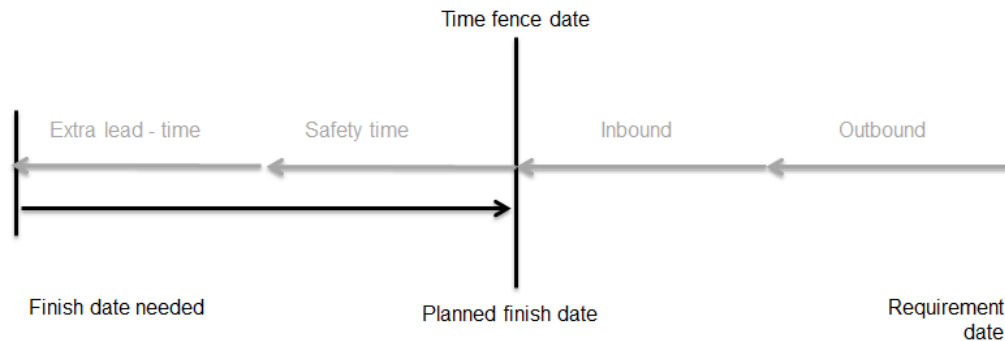 Time fence date
Extra lead - time
Safety time
Inbound
Outbound
Finish date needed
Planned finish date
Requirement
date